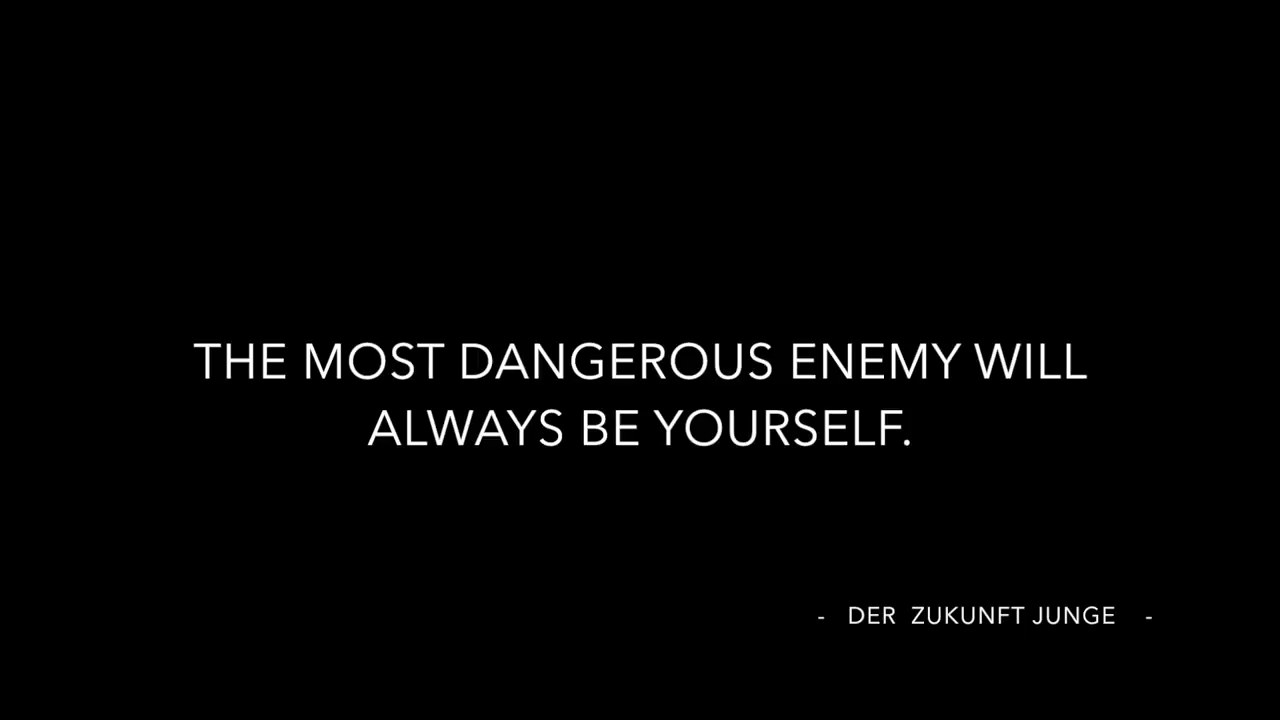 THE MOST DANGEROUS ENEMY WILL
ALWAYS BE YOURSELF.
- DER ZUKUNFT JUNGE -